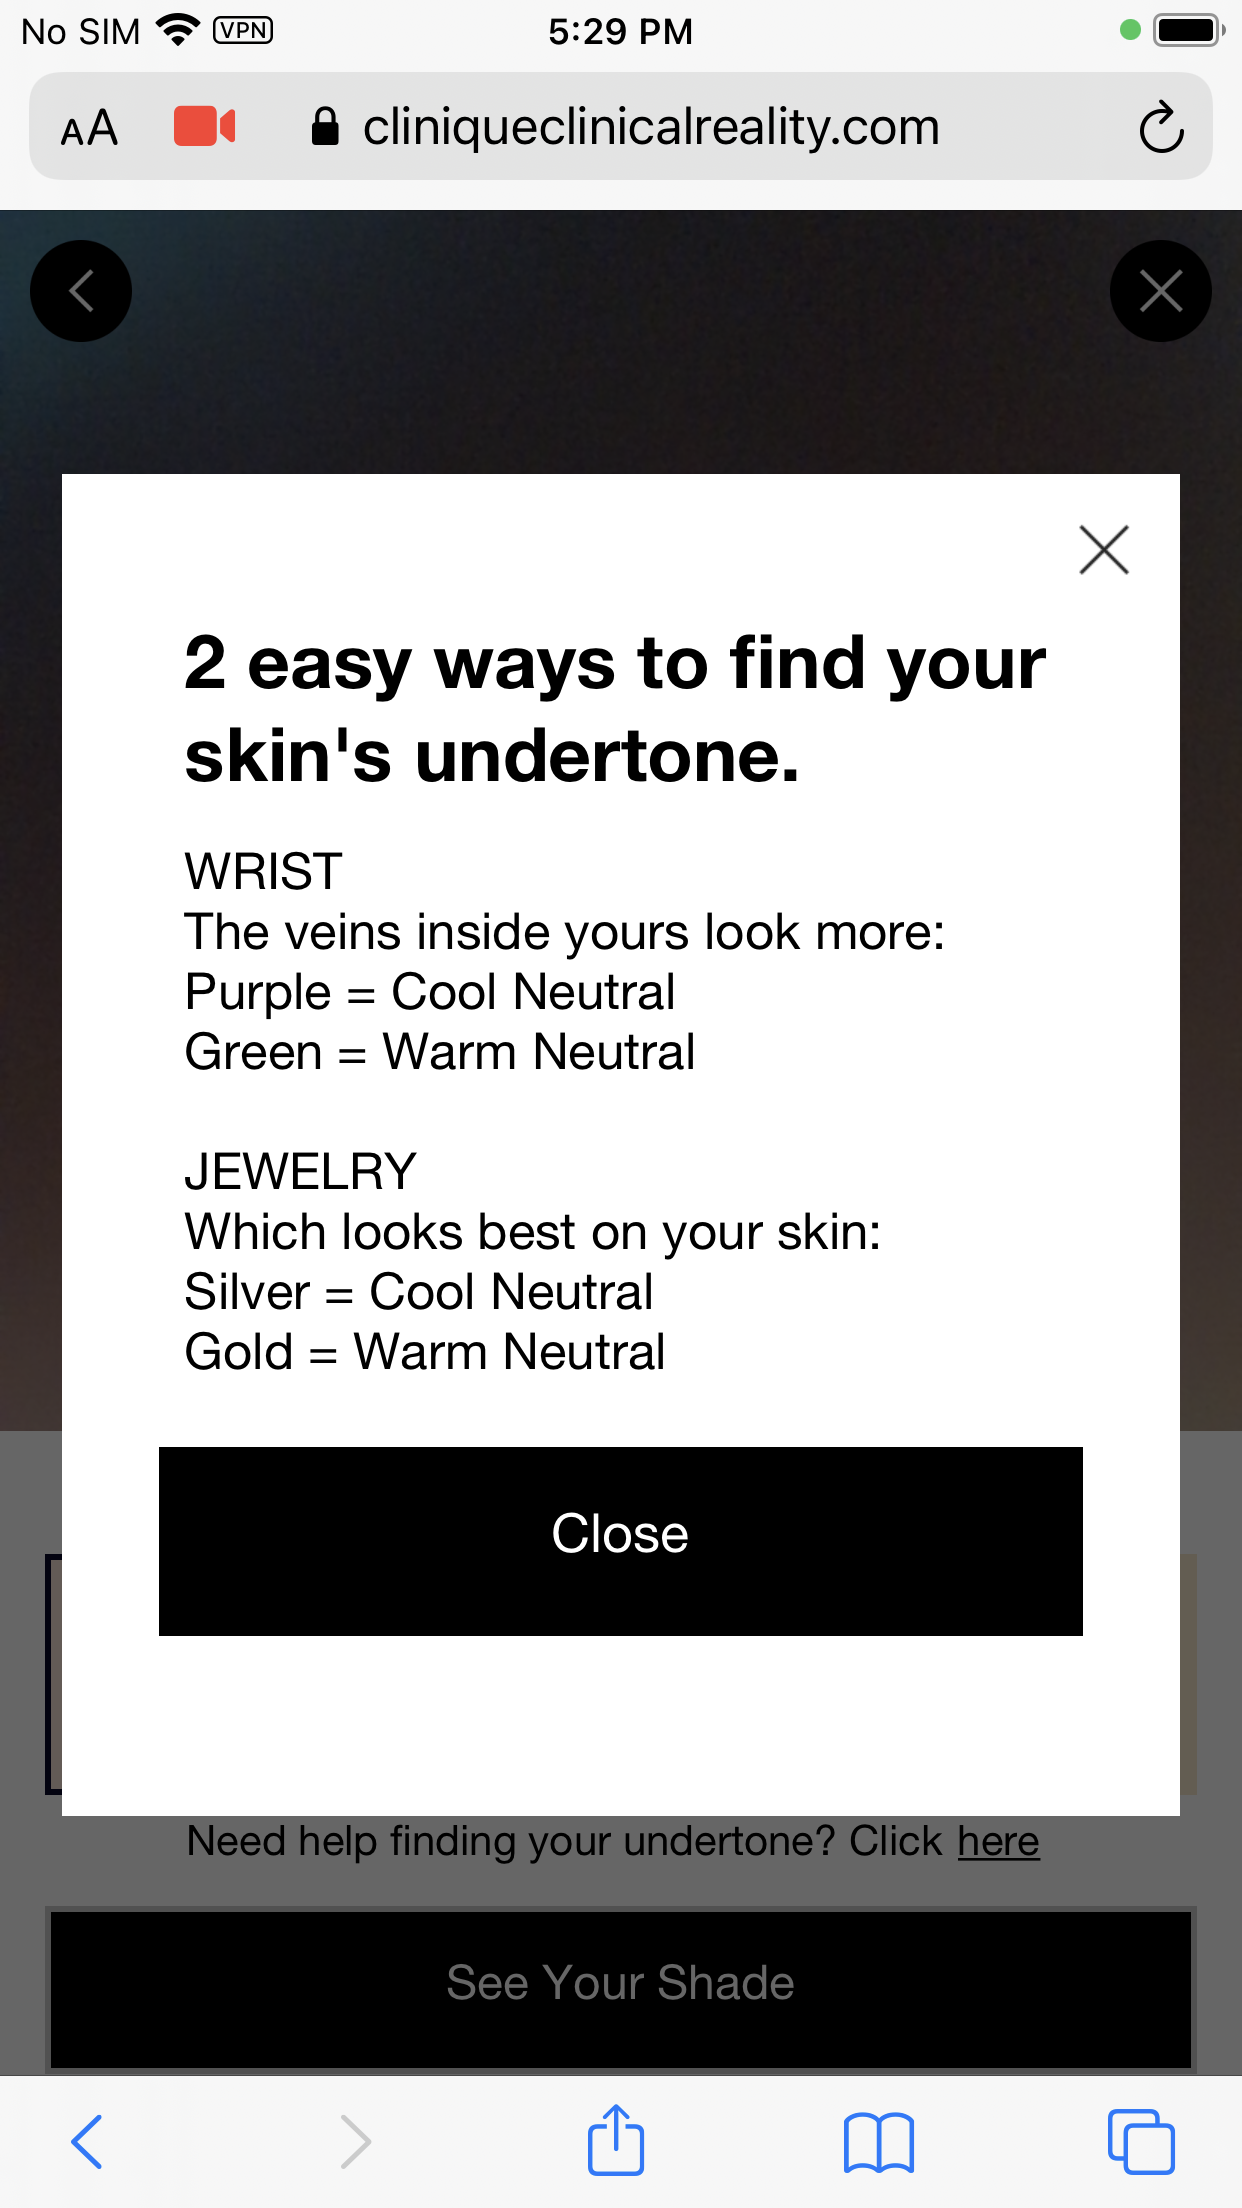 No SIM VPN 5:29 PM
AA cliniqueclinicalreality.com
2 easy ways to find your
skin's undertone.
WRIST
The veins inside yours look more:
Purple = Cool Neutral
Green = Warm Neutral
JEWELRY
Which looks best on your skin:
Silver = Cool Neutral
Gold = Warm Neutral
Close
Need help finding your undertone? Click here
See Your Shade